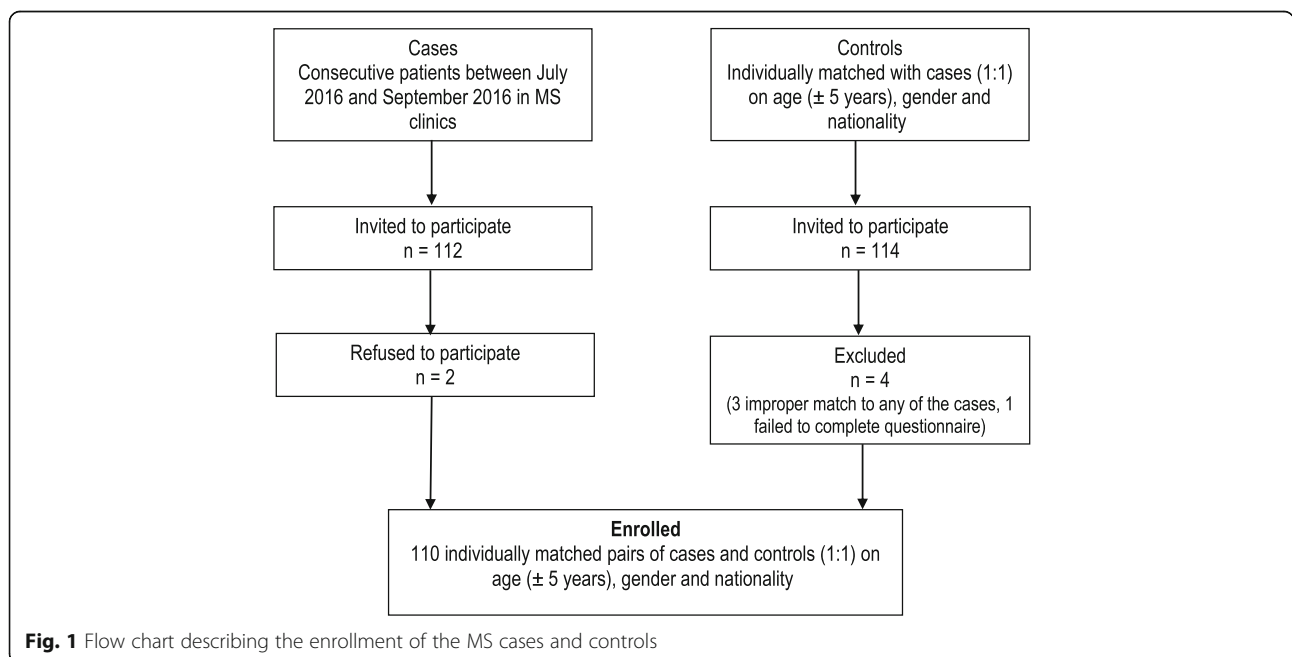 Cases
Consecutive patients between July
2016 and September 2016 in MS
clinics
Controls
Individually matched with cases (1:1)
on age (± 5 years), gender and
nationality
Invited to participate
n = 112
Invited to participate
n = 114
Refused to participate
n = 2
Excluded
n = 4
(3 improper match to any of the cases, 1
failed to complete questionnaire)
Enrolled
110 individually matched pairs of cases and controls (1:1) on
age (± 5 years), gender and nationality
Fig. 1 Flow chart describing the enrollment of the MS cases and controls